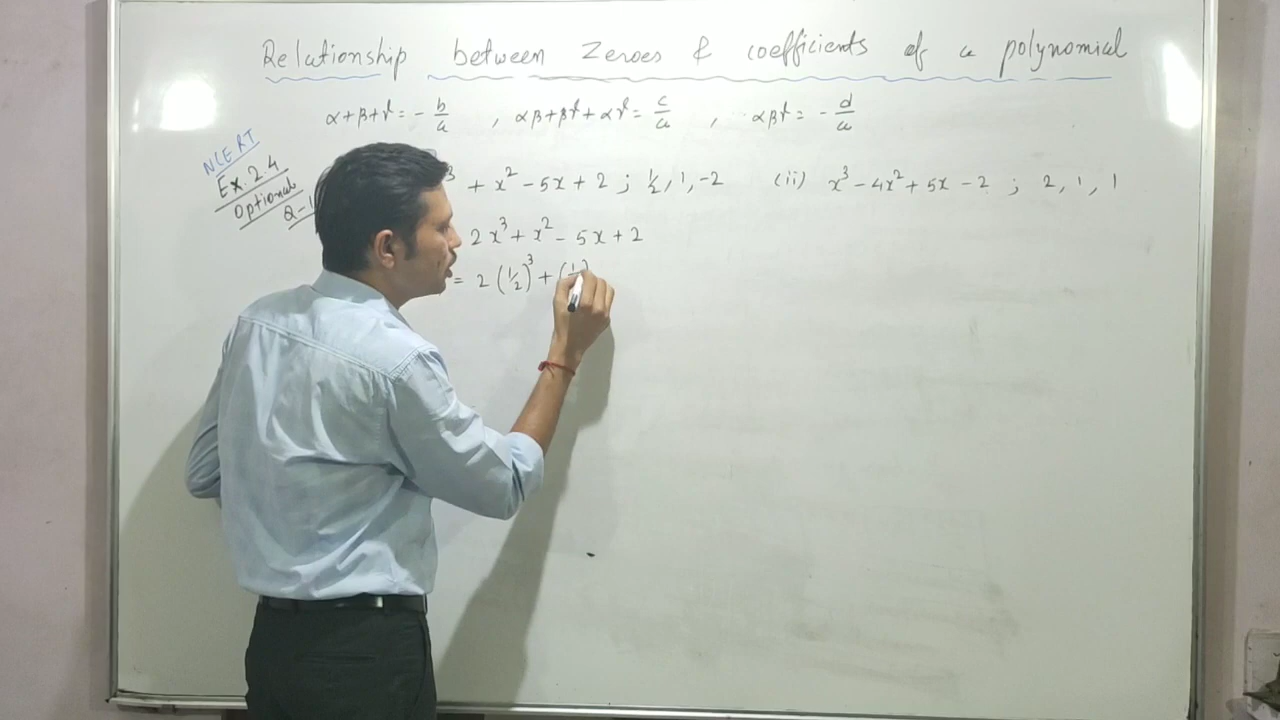 Relationship between Zeroes & coefficients of a polynomial
α+β+γ = - b/a , αβ+βγ+αγ = c/a , αβγ = - d/a
NCERT
Ex. 2.4
Optional
Q-1
³ + x² - 5x + 2 ; 1/2, 1, -2 (ii) x³ - 4x² + 5x - 2 ; 2, 1, 1
2x³ + x² - 5x + 2
= 2 (1/2)³ + (